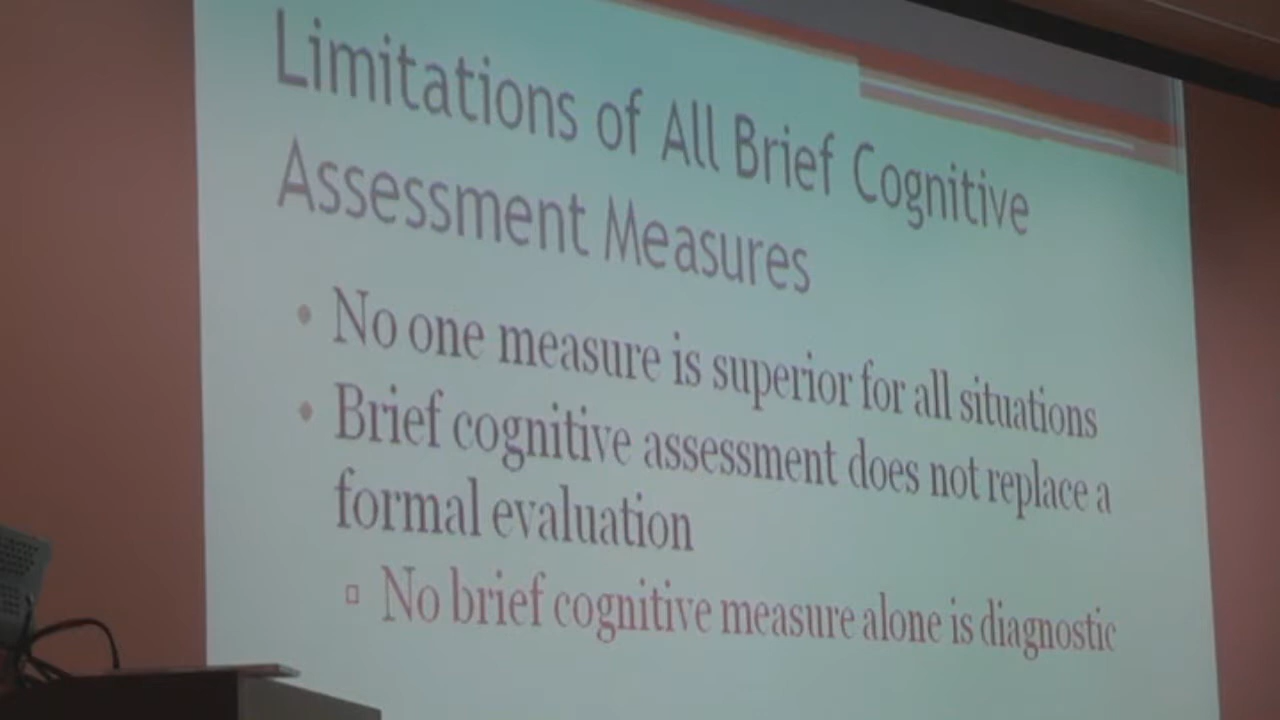 Limitations of All Brief Cognitive
Assessment Measures
• No one measure is superior for all situations
• Brief cognitive assessment does not replace a
formal evaluation
▫ No brief cognitive measure alone is diagnostic